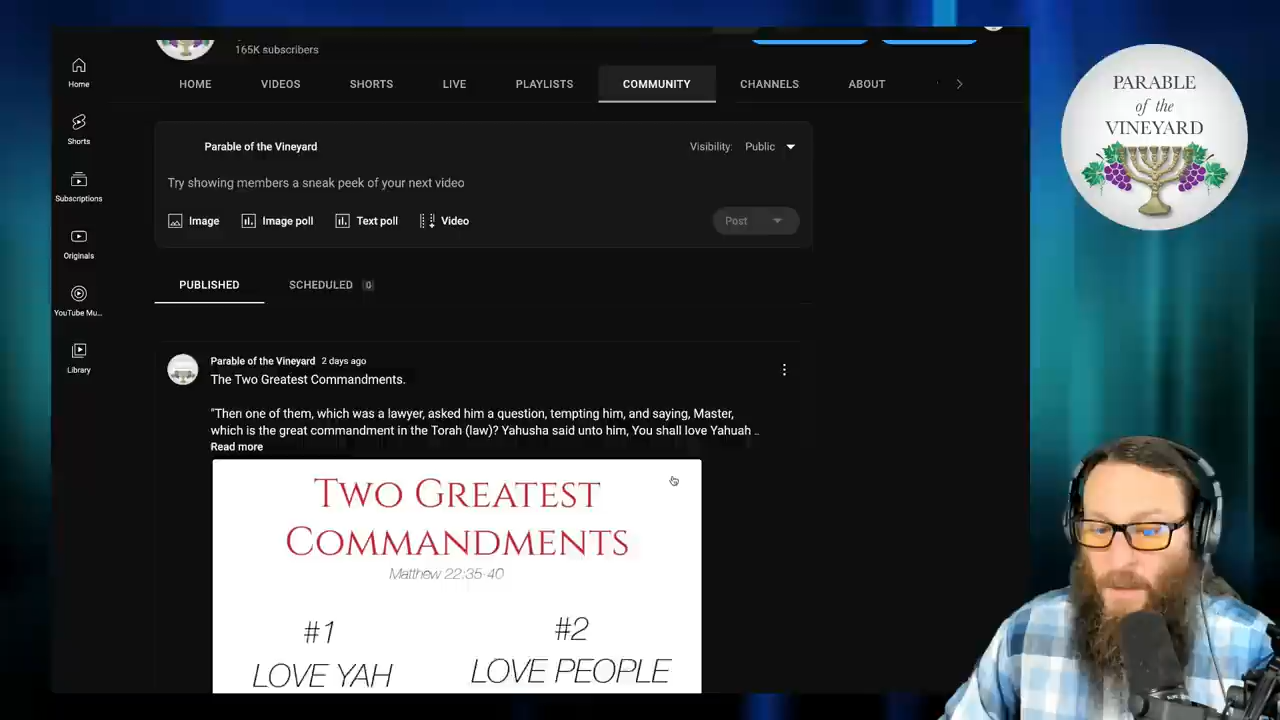 165K subscribers
HOME VIDEOS SHORTS LIVE PLAYLISTS COMMUNITY CHANNELS ABOUT
Home
Shorts
Subscriptions
Originals
YouTube Mu...
Library
Parable of the Vineyard
Visibility: Public
Try showing members a sneak peek of your next video
Image Image poll Text poll Video Post
PUBLISHED SCHEDULED 0
Parable of the Vineyard 2 days ago
The Two Greatest Commandments.
"Then one of them, which was a lawyer, asked him a question, tempting him, and saying, Master,
which is the great commandment in the Torah (law)? Yahusha said unto him, You shall love Yahuah ..
Read more
TWO GREATEST
COMMANDMENTS
Matthew 22:35-40
#1 #2
LOVE YAH LOVE PEOPLE
PARABLE
of the
VINEYARD